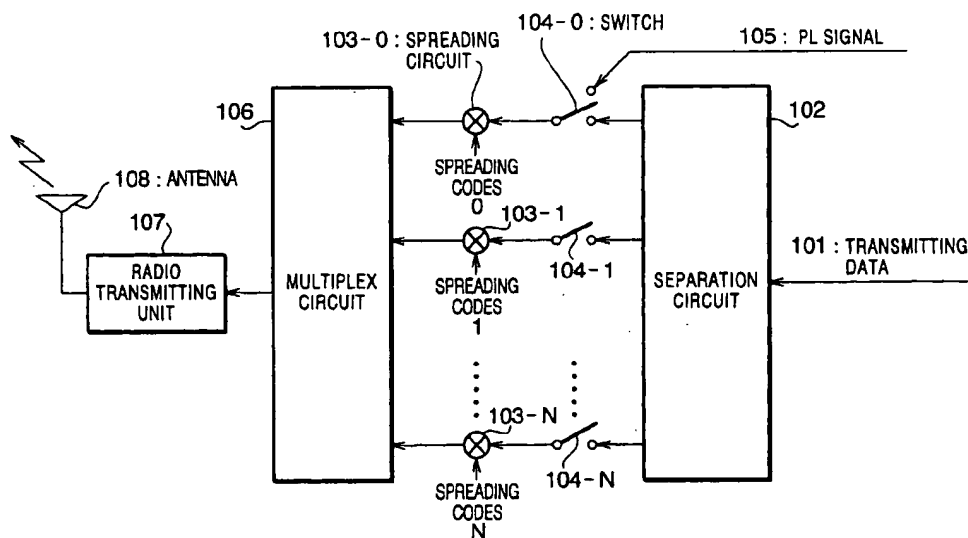 104-0 : SWITCH
103-0 : SPREADING
CIRCUIT
105 : PL SIGNAL
106
102
SPREADING
CODES
0
108 : ANTENNA
103-1
107
104-1
101 : TRANSMITTING
DATA
RADIO
TRANSMITTING
UNIT
MULTIPLEX
CIRCUIT
SPREADING
CODES
1
SEPARATION
CIRCUIT
103-N
104-N
SPREADING
CODES
N